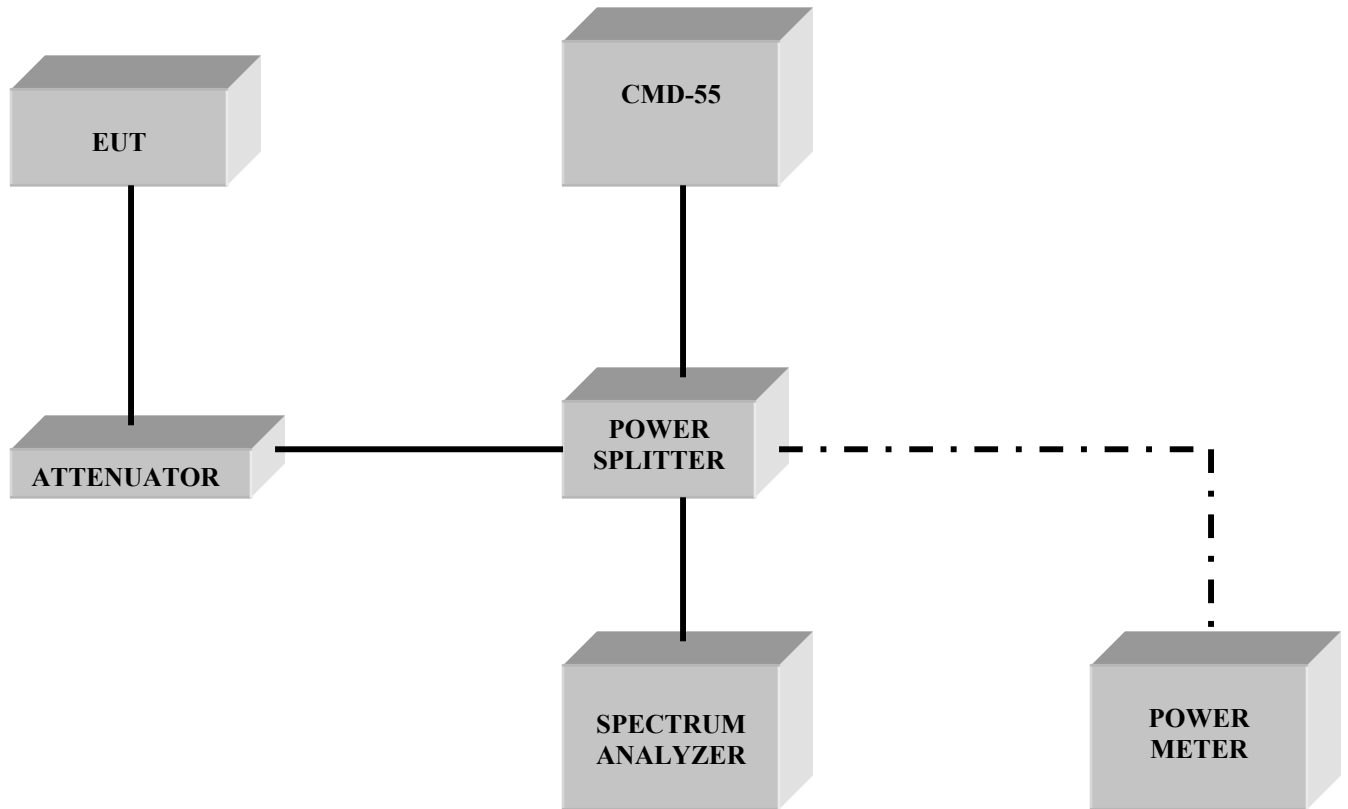 EUT
CMD-55
ATTENUATOR
POWER
SPLITTER
SPECTRUM
ANALYZER
POWER
METER